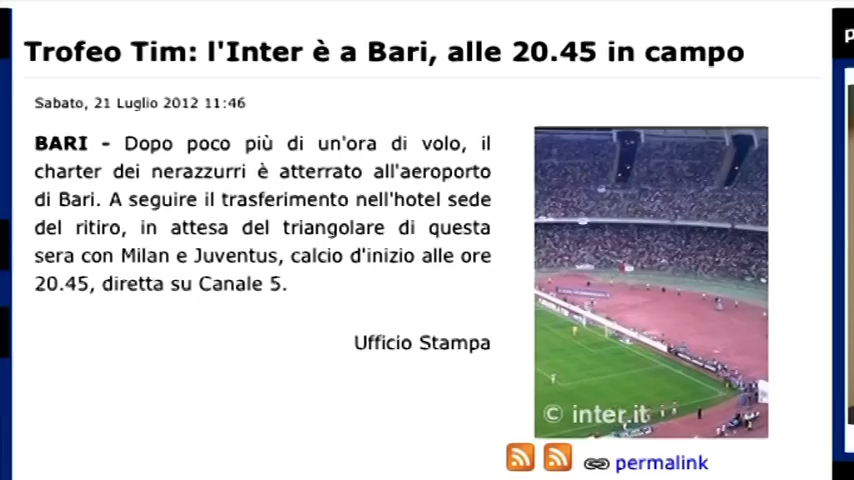 Trofeo Tim: l'Inter è a Bari, alle 20.45 in campo
Sabato, 21 Luglio 2012 11:46
BARI - Dopo poco più di un'ora di volo, il
charter dei nerazzurri è atterrato all'aeroporto
di Bari. A seguire il trasferimento nell'hotel sede
del ritiro, in attesa del triangolare di questa
sera con Milan e Juventus, calcio d'inizio alle ore
20.45, diretta su Canale 5.
Ufficio Stampa
© inter.it
permalink